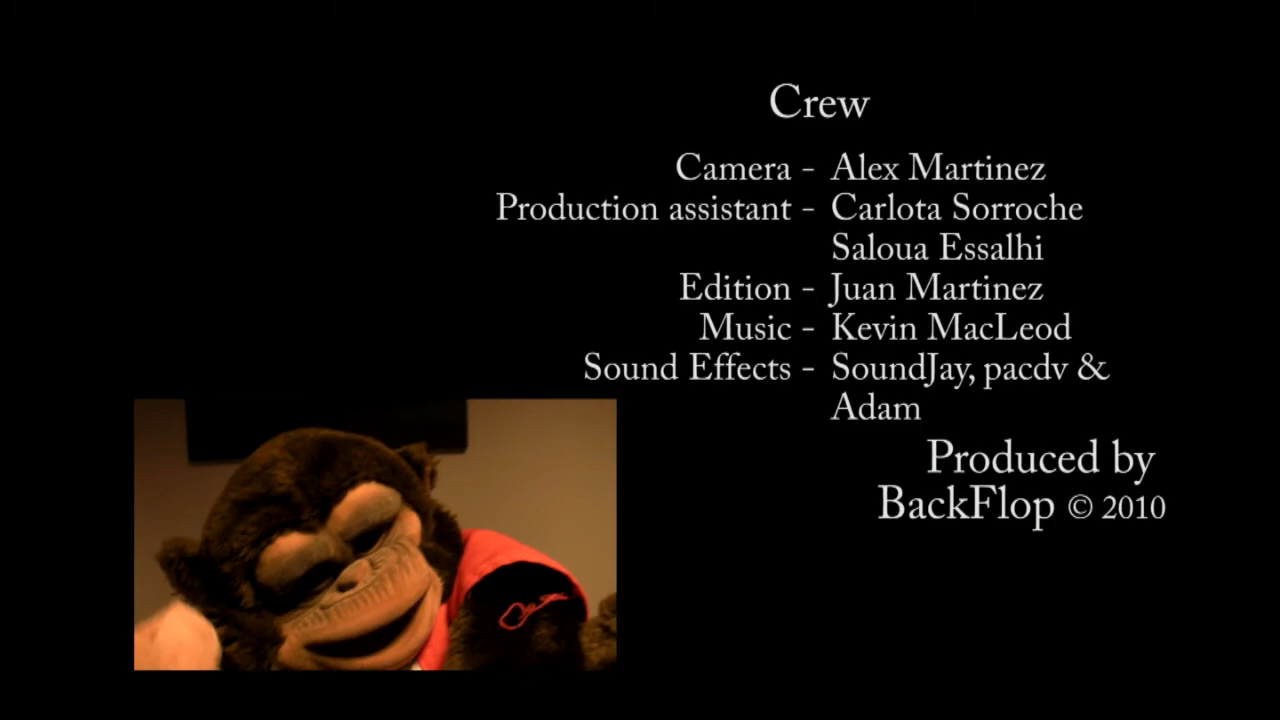 Crew
Camera - Alex Martinez
Production assistant - Carlota Sorroche
Saloua Essalhi
Edition - Juan Martinez
Music - Kevin MacLeod
Sound Effects - SoundJay, pacdv &
Adam
Produced by
BackFlop © 2010